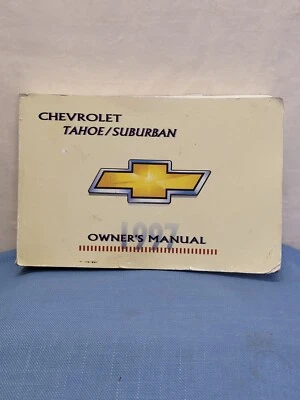 CHEVROLET
TAHOE/SUBURBAN
1997
OWNER'S MANUAL